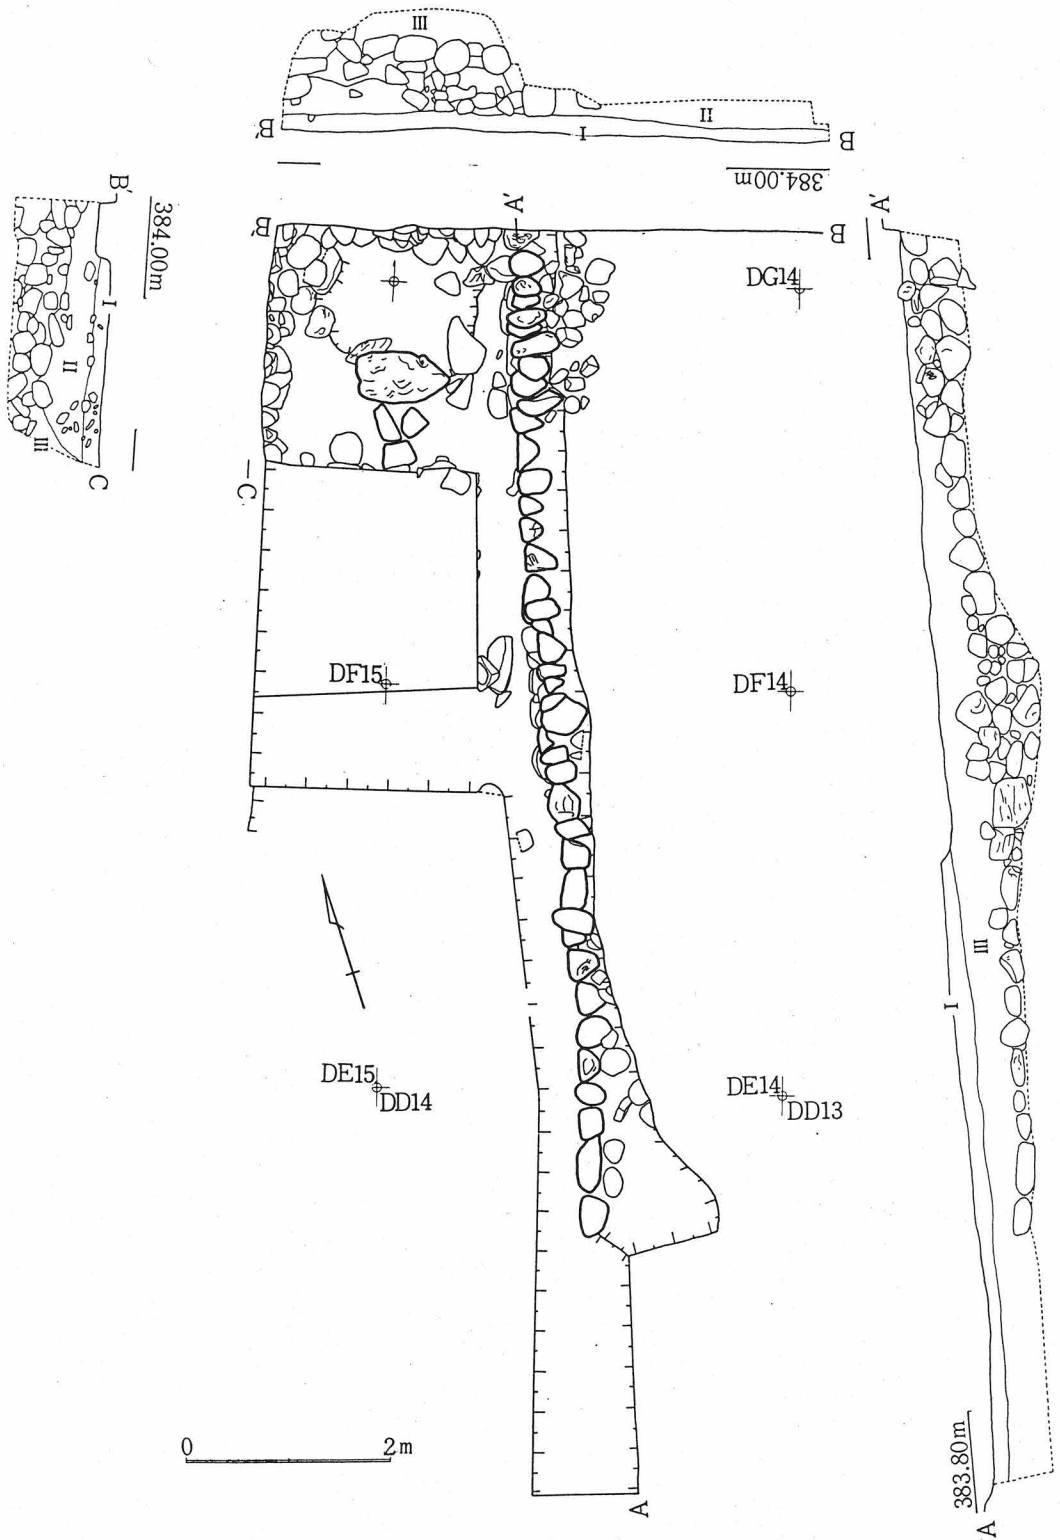 III
II
I
B'
B
384.00m
B'
384.00m
I
II
III
C
A'
A'
B'
B
DG14
C
DF15
DF14
III
I
DE15
DD14
DE14
DD13
0 2m
383.80m
A
A